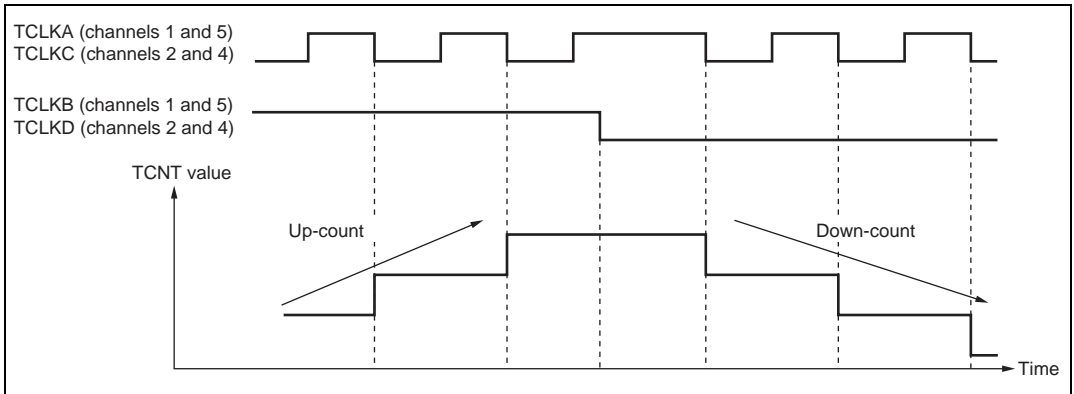 TCLKA (channels 1 and 5)
TCLKC (channels 2 and 4)
TCLKB (channels 1 and 5)
TCLKD (channels 2 and 4)
TCNT value
Up-count
Down-count
Time